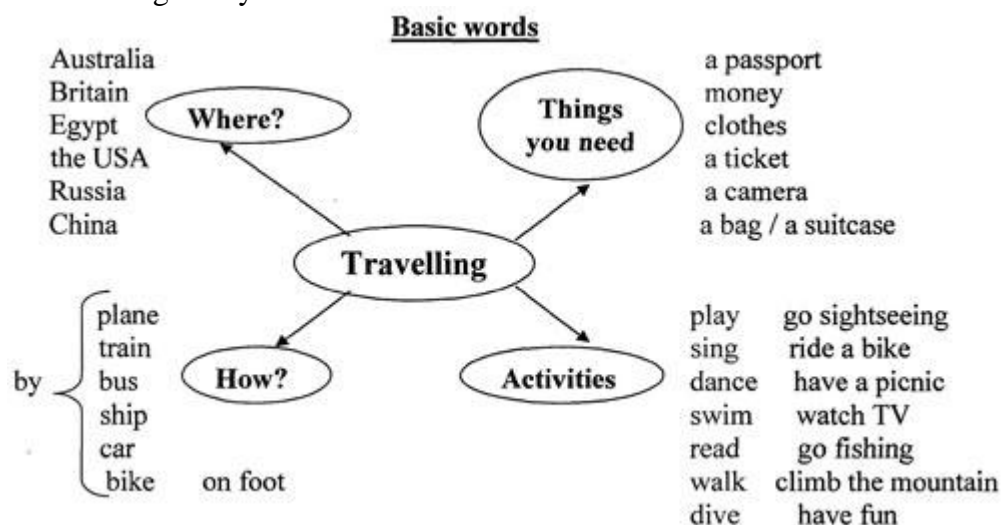 Basic words
Australia
Britain
Egypt
the USA
Russia
China
Where?
Things
you need
a passport
money
clothes
a ticket
a camera
a bag / a suitcase
Travelling
by
plane
train
bus
ship
car
bike on foot
How?
Activities
play go sightseeing
sing ride a bike
dance have a picnic
swim watch TV
read go fishing
walk climb the mountain
dive have fun